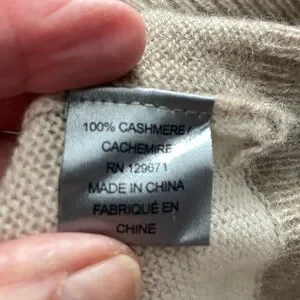 100% CASHMERE/
CACHEMIRE
RN 129671
MADE IN CHINA
FABRIQUÉ EN
CHINE